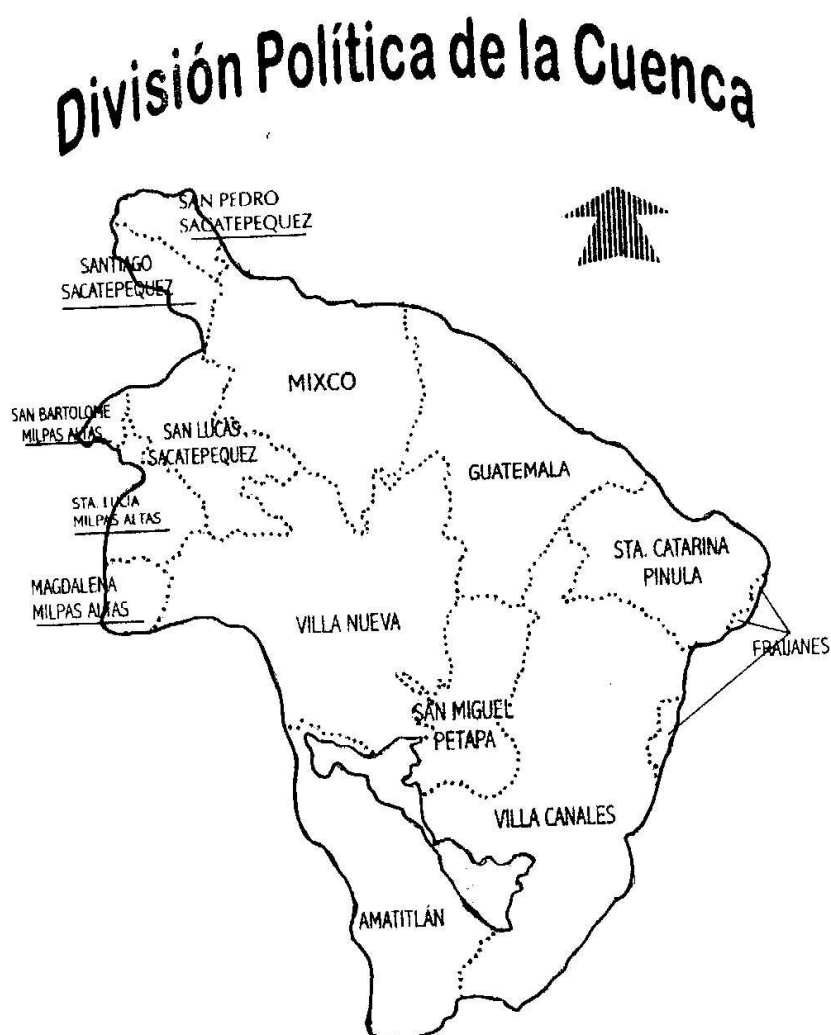 División Política de la Cuenca
SAN PEDRO
SACATEPEQUEZ
SANTIAGO
SACATEPEQUEZ
MIXCO
SAN BARTOLOME
MILPAS ALTAS
SAN LUCAS
SACATEPEQUEZ
GUATEMALA
STA. LUCIA
MILPAS ALTAS
STA. CATARINA
PINULA
MAGDALENA
MILPAS ALTAS
VILLA NUEVA
FRAIJANES
SAN MIGUEL
PETAPA
VILLA CANALES
AMATITLÁN